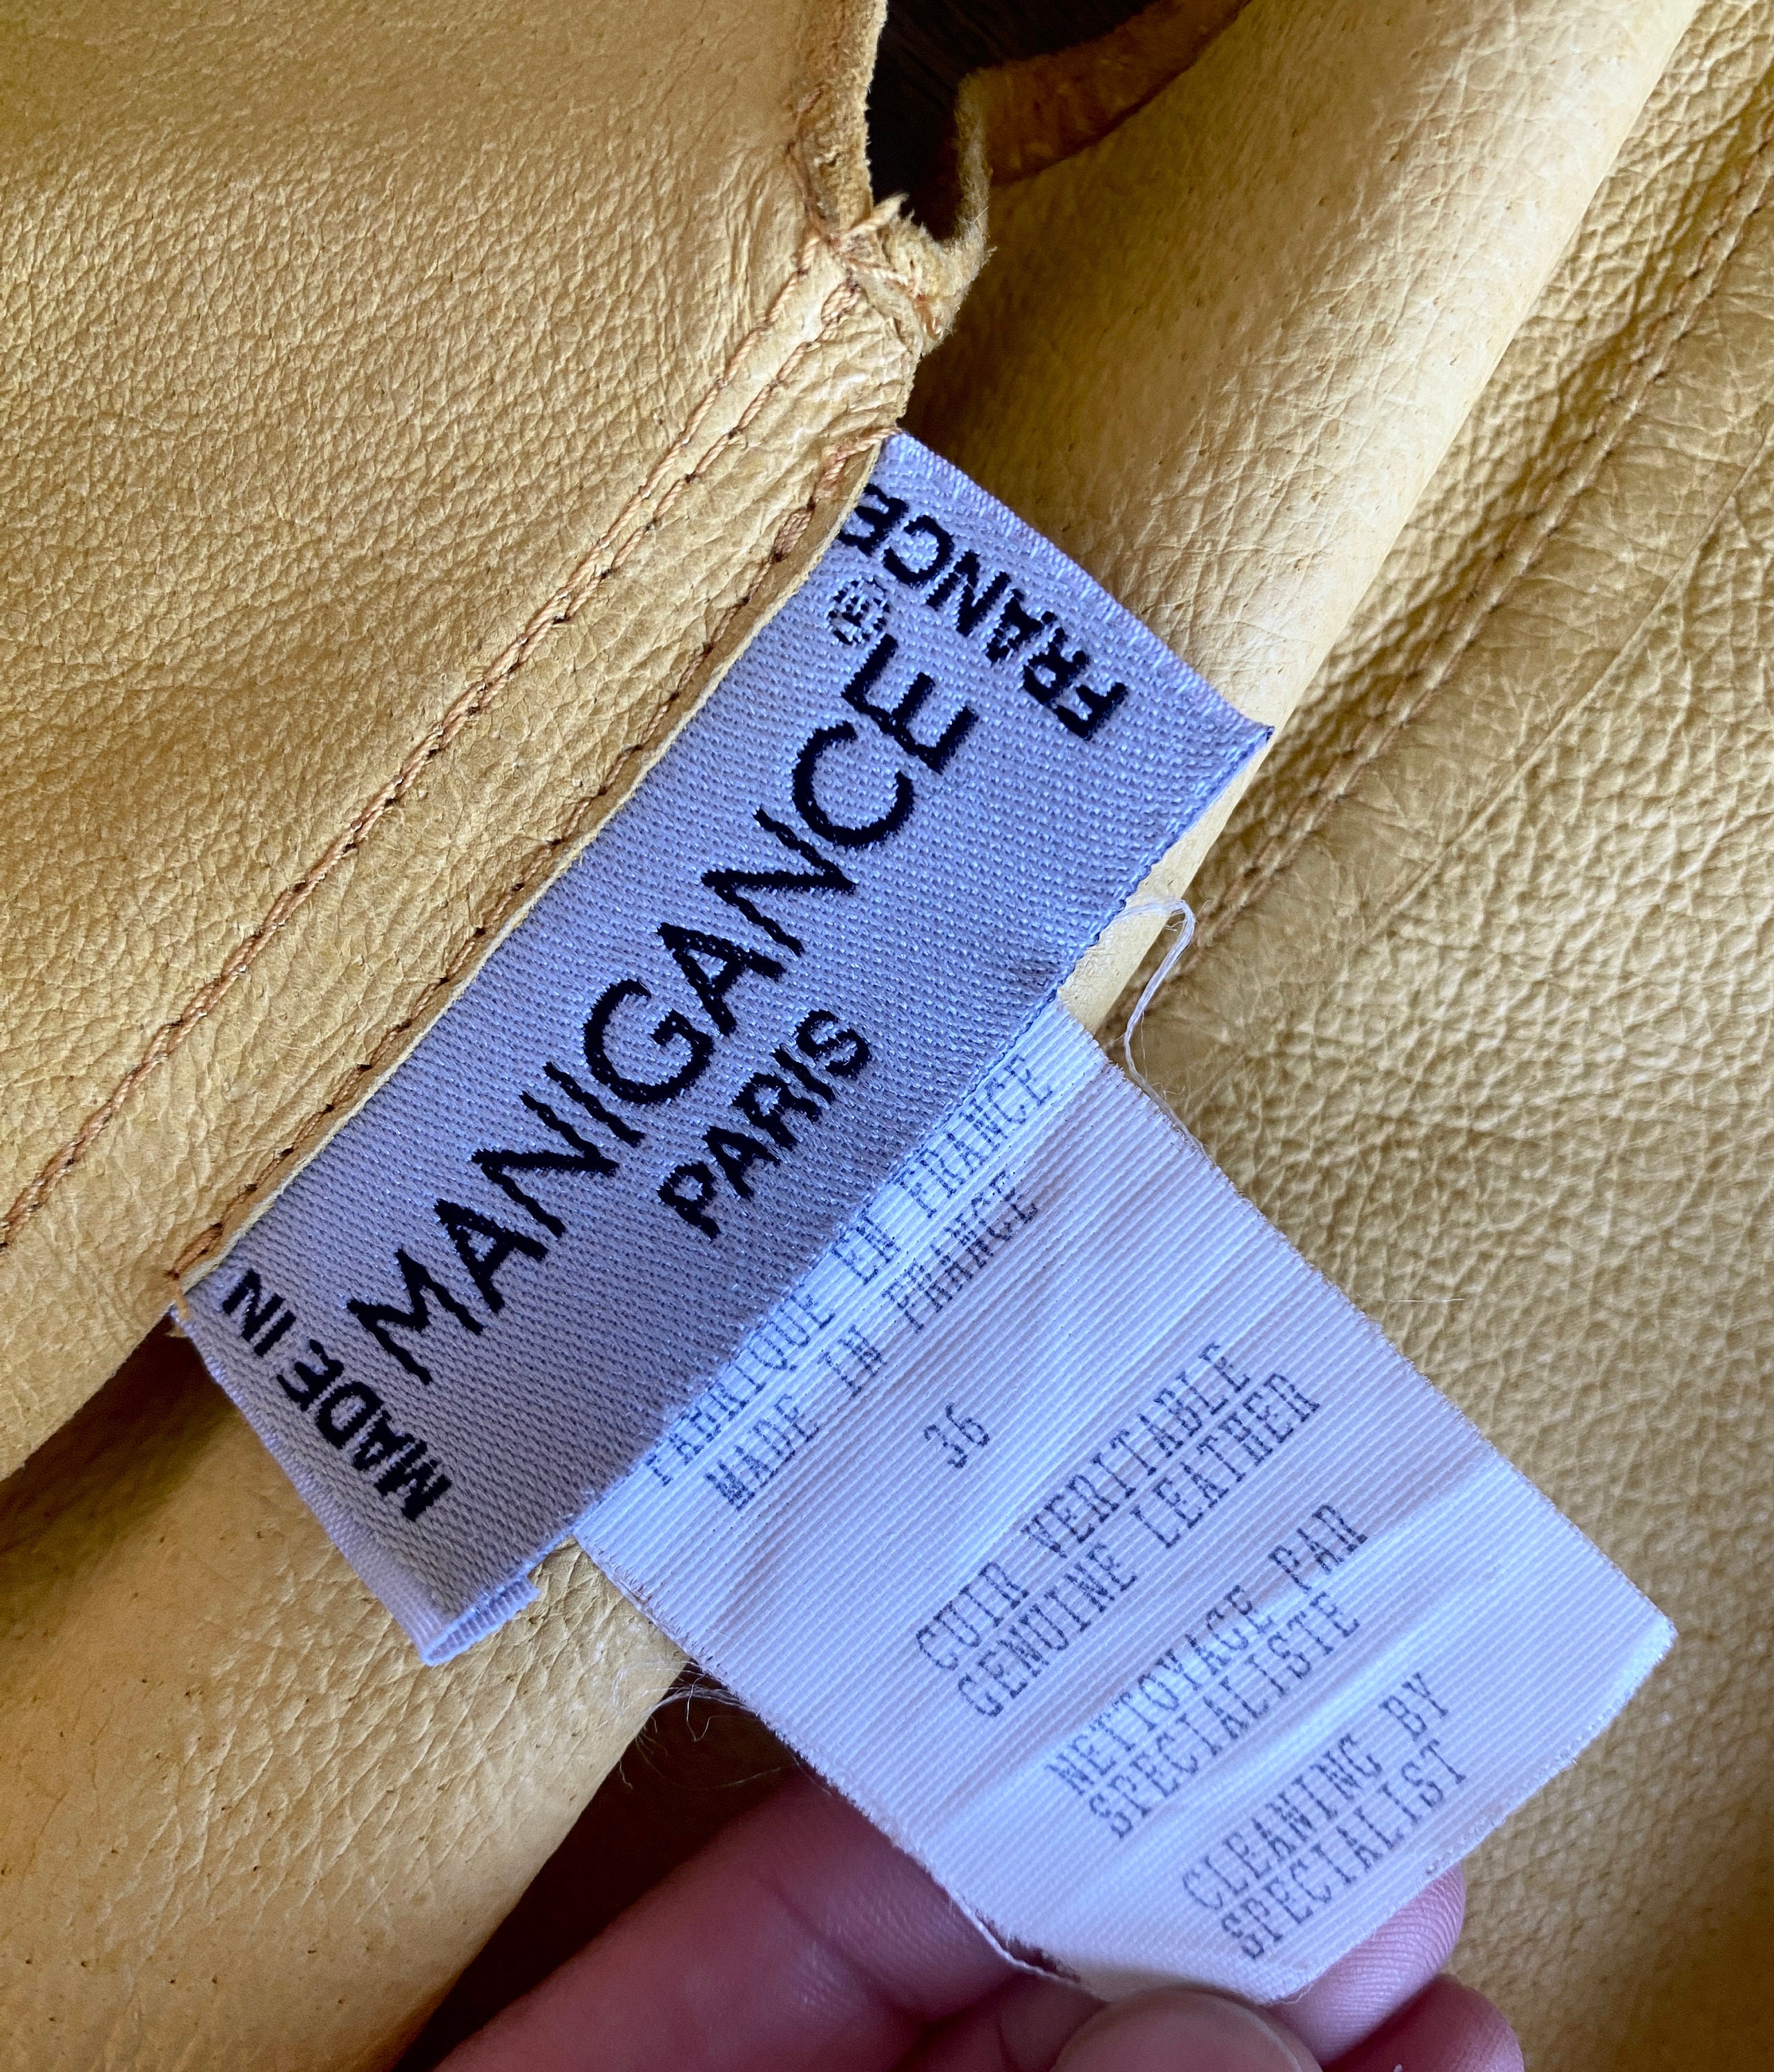 MANIGANCE®
PARIS
MADE IN
FRANCE
FABRIQUE EN FRANCE
MADE IN FRANCE
36
CUIR VERITABLE
GENUINE LEATHER
NETTOYAGE PAR
SPECIALISTE
CLEANING BY
SPECIALIST